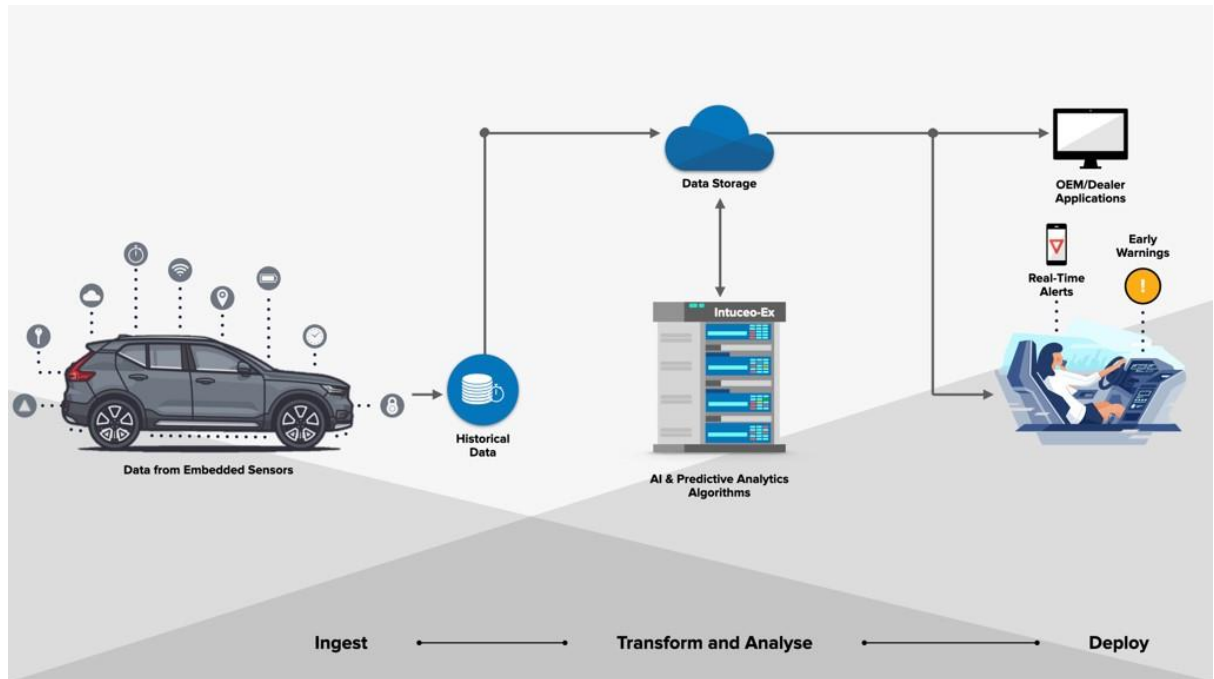 Data Storage
OEM/Dealer
Applications
Early
Warnings
Real-Time
Alerts
!
Intuceo-Ex
Historical
Data
Data from Embedded Sensors
AI & Predictive Analytics
Algorithms
Ingest
Transform and Analyse
Deploy